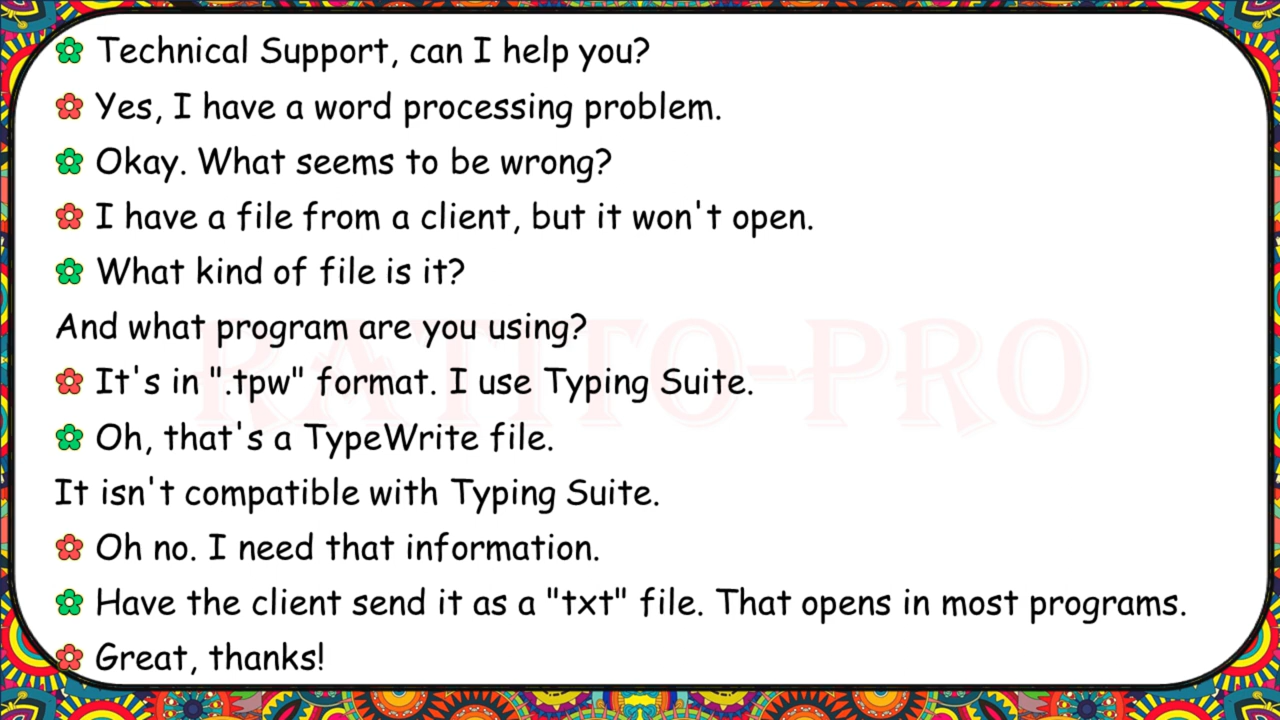 Technical Support, can I help you?
Yes, I have a word processing problem.
Okay. What seems to be wrong?
I have a file from a client, but it won't open.
What kind of file is it?
And what program are you using?
RATITO-PRO
It's in ".tpw" format. I use Typing Suite.
Oh, that's a TypeWrite file.
It isn't compatible with Typing Suite.
Oh no. I need that information.
Have the client send it as a "txt" file. That opens in most programs.
Great, thanks!